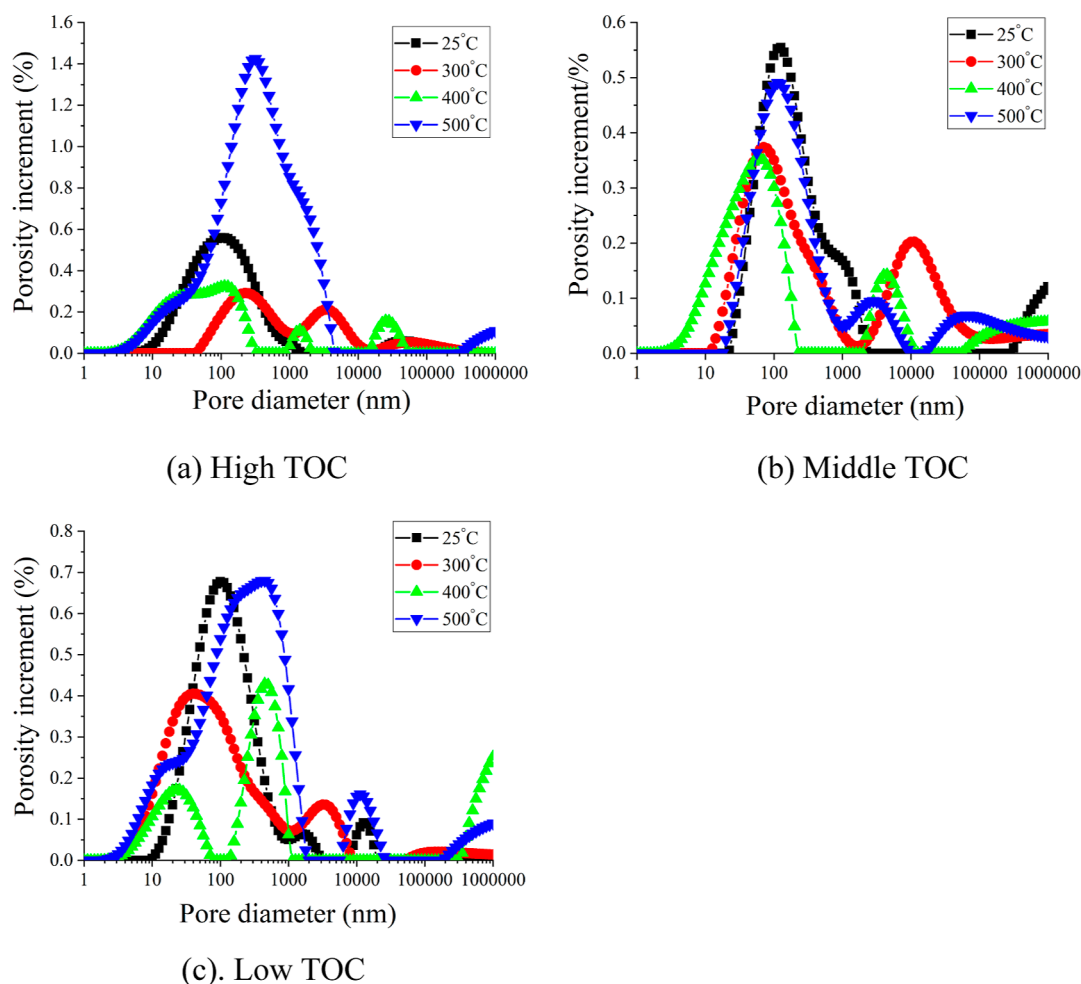 Porosity increment (%)
1.6
1.4
1.2
1.0
0.8
0.6
0.4
0.2
0.0
25°C
300°C
400°C
500°C
1 10 100 1000 10000 100000 1000000
Pore diameter (nm)
(a) High TOC
Porosity increment/%
0.6
0.5
0.4
0.3
0.2
0.1
0.0
25°C
300°C
400°C
500°C
1 10 100 1000 10000 100000 1000000
Pore diameter (nm)
(b) Middle TOC
Porosity increment (%)
0.8
0.7
0.6
0.5
0.4
0.3
0.2
0.1
0.0
25°C
300°C
400°C
500°C
1 10 100 1000 10000 100000 1000000
Pore diameter (nm)
(c). Low TOC